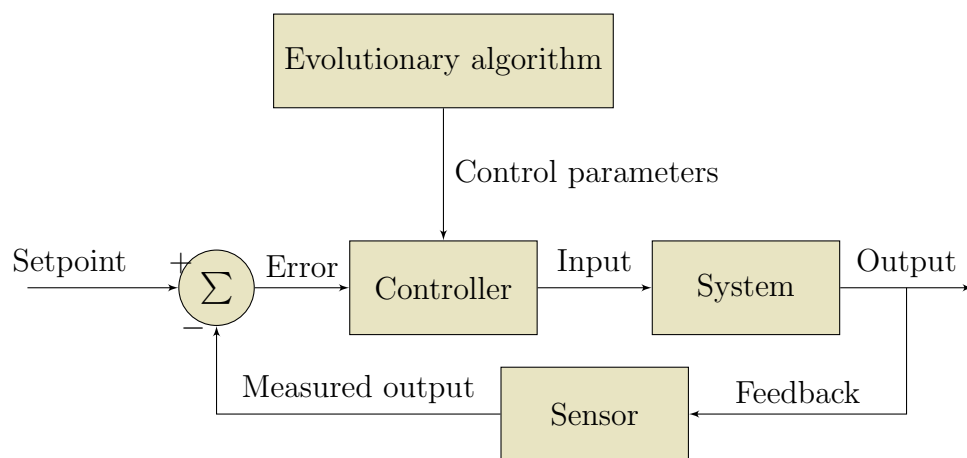 Evolutionary algorithm
Control parameters
Setpoint
+
∑
−
Error
Controller
Input
System
Output
Measured output
Sensor
Feedback